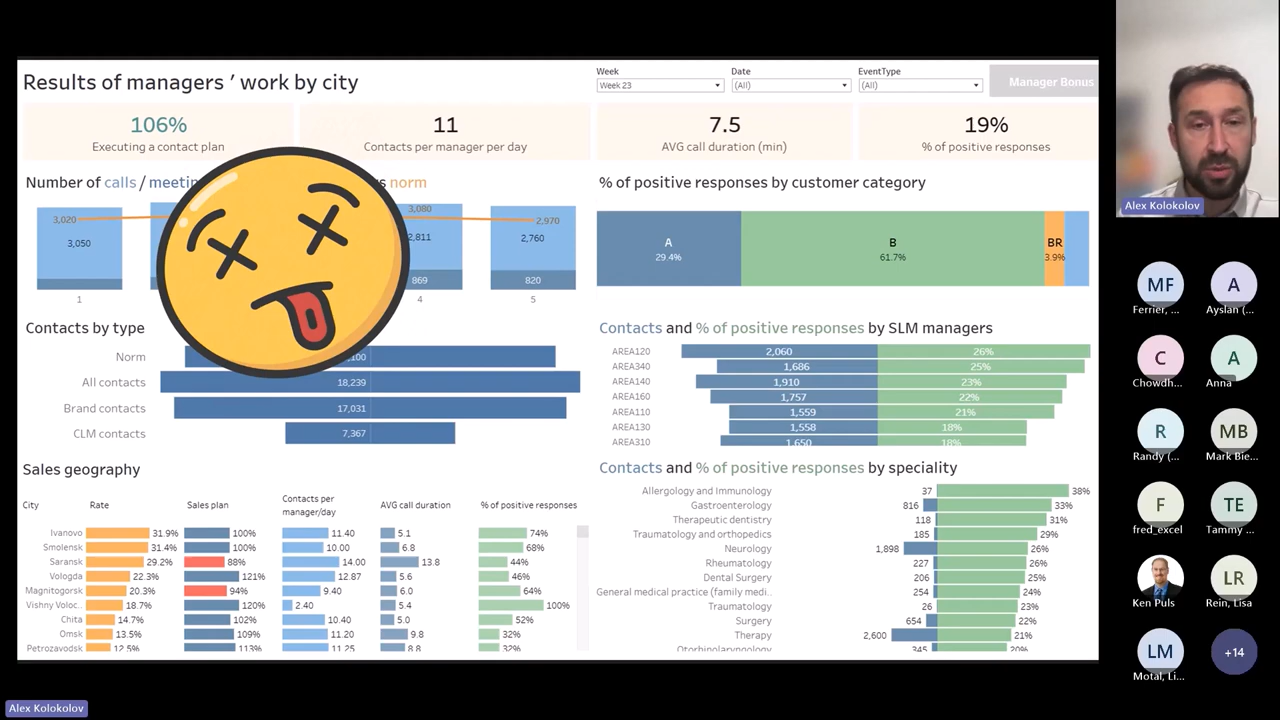 Results of managers ' work by city
Week
Week 23
Date
(All)
EventType
(All)
Manager Bonus
106%
Executing a contact plan
11
Contacts per manager per day
7.5
AVG call duration (min)
19%
% of positive responses
Number of calls / meetin
norm
3,020
3,050
1
3,080
2,811
869
4
2,970
2,760
820
5
% of positive responses by customer category
A
29.4%
B
61.7%
BR
3.9%
Contacts by type
Norm
100
All contacts
18,239
Brand contacts
17,031
CLM contacts
7,367
Contacts and % of positive responses by SLM managers
AREA120 2,060 26%
AREA340 1,686 25%
AREA140 1,910 23%
AREA160 1,757 22%
AREA110 1,559 21%
AREA130 1,558 18%
AREA310 1,650 18%
Sales geography
City Rate Sales plan Contacts per manager/day AVG call duration % of positive responses
Ivanovo 31.9% 100% 11.40 5.1 74%
Smolensk 31.4% 100% 10.00 6.8 68%
Saransk 29.2% 88% 14.00 13.8 44%
Vologda 22.3% 121% 12.87 5.6 46%
Magnitogorsk 20.3% 94% 9.40 6.0 64%
Vishny Voloc.. 18.7% 120% 2.40 5.4 100%
Chita 14.7% 102% 10.40 5.0 52%
Omsk 13.5% 109% 11.20 9.8 32%
Petrozavodsk 12.5% 113% 11.25 8.8 32%
Contacts and % of positive responses by speciality
Allergology and Immunology 37 38%
Gastroenterology 816 33%
Therapeutic dentistry 118 31%
Traumatology and orthopedics 185 29%
Neurology 1,898 26%
Rheumatology 227 26%
Dental Surgery 206 25%
General medical practice (family medi.. 254 24%
Traumatology 26 23%
Surgery 654 22%
Therapy 2,600 21%
Otorhinolaryngology 345 20%
Alex Kolokolov
MF
Ferrier, ...
A
Ayslan (...
C
Chowdh...
A
Anna
R
Randy (...
MB
Mark Bie...
F
fred_excel
TE
Tammy ...
Ken Puls
LR
Rein, Lisa
LM
Motal, Li...
+14
Alex Kolokolov